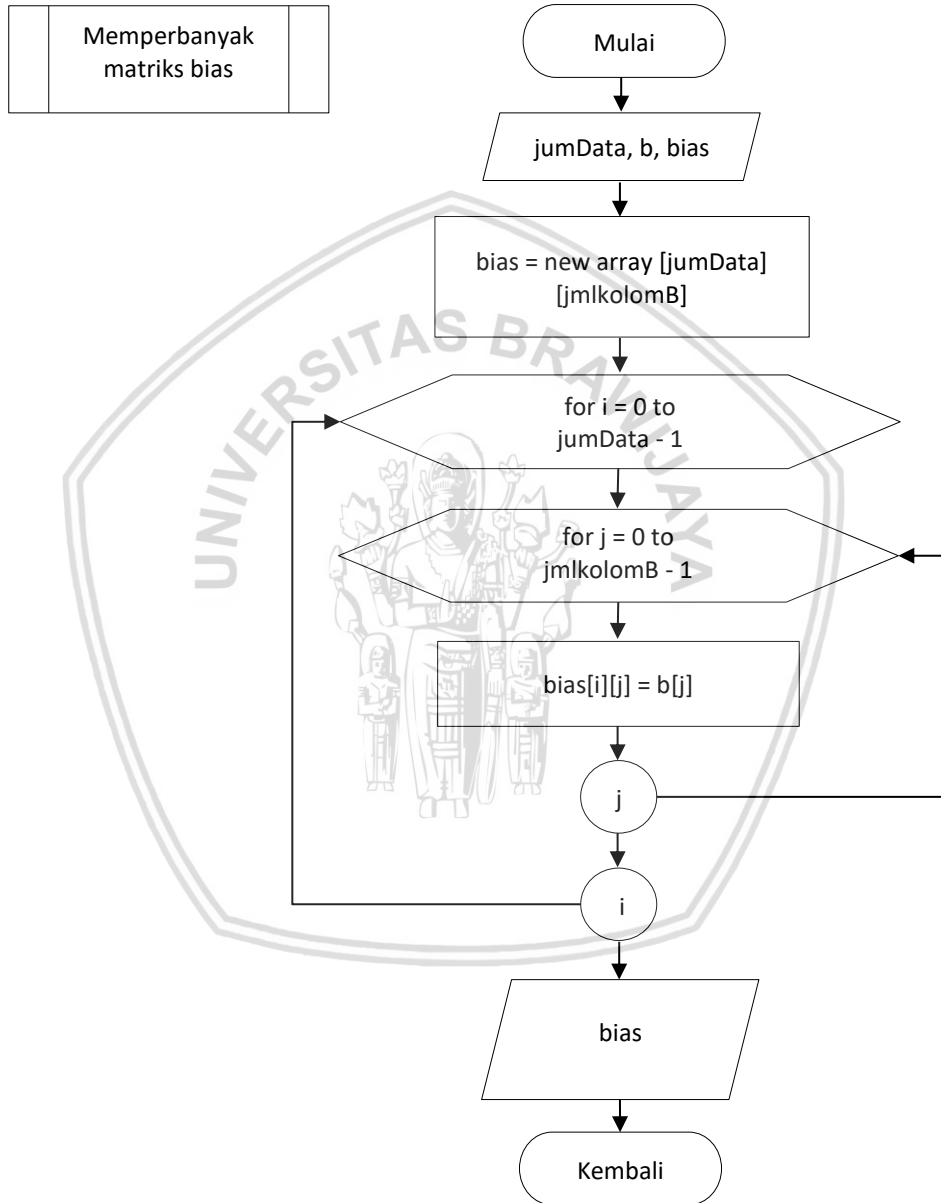 Memperbanyak
matriks bias
Mulai
jumData, b, bias
bias = new array [jumData]
[jmlkolomB]
UNIVERSITAS BRAWIJAYA
for i = 0 to
jumData - 1
for j = 0 to
jmlkolomB - 1
bias[i][j] = b[j]
j
i
bias
Kembali